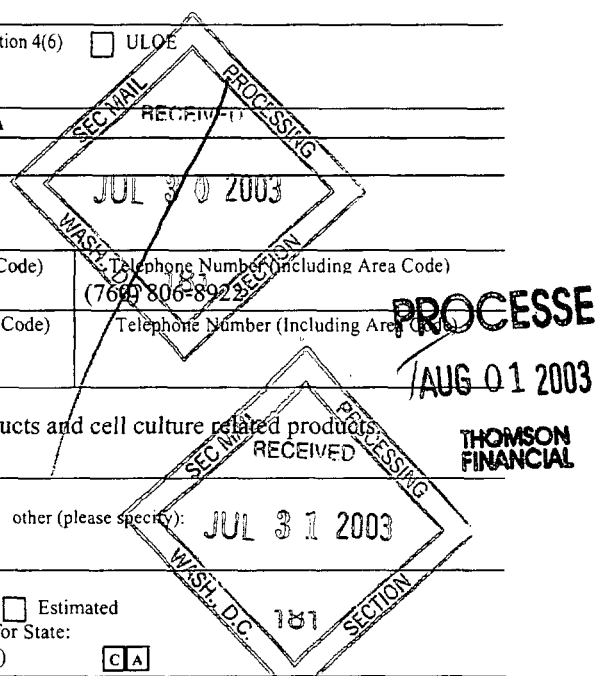 tion 4(6) ULOE
SEC MAIL PROCESSING
RECEIVED
JUL 30 2003
WASH., D.C. 181 SECTION
Code) Telephone Number (Including Area Code)
(760) 806-8922
PROCESSE
Code) Telephone Number (Including Area Code)
AUG 01 2003
ucts and cell culture related products.
THOMSON
FINANCIAL
SEC MAIL PROCESSING
RECEIVED
other (please specify):
JUL 31 2003
WASH., D.C. 181 SECTION
Estimated
for State:
) C A